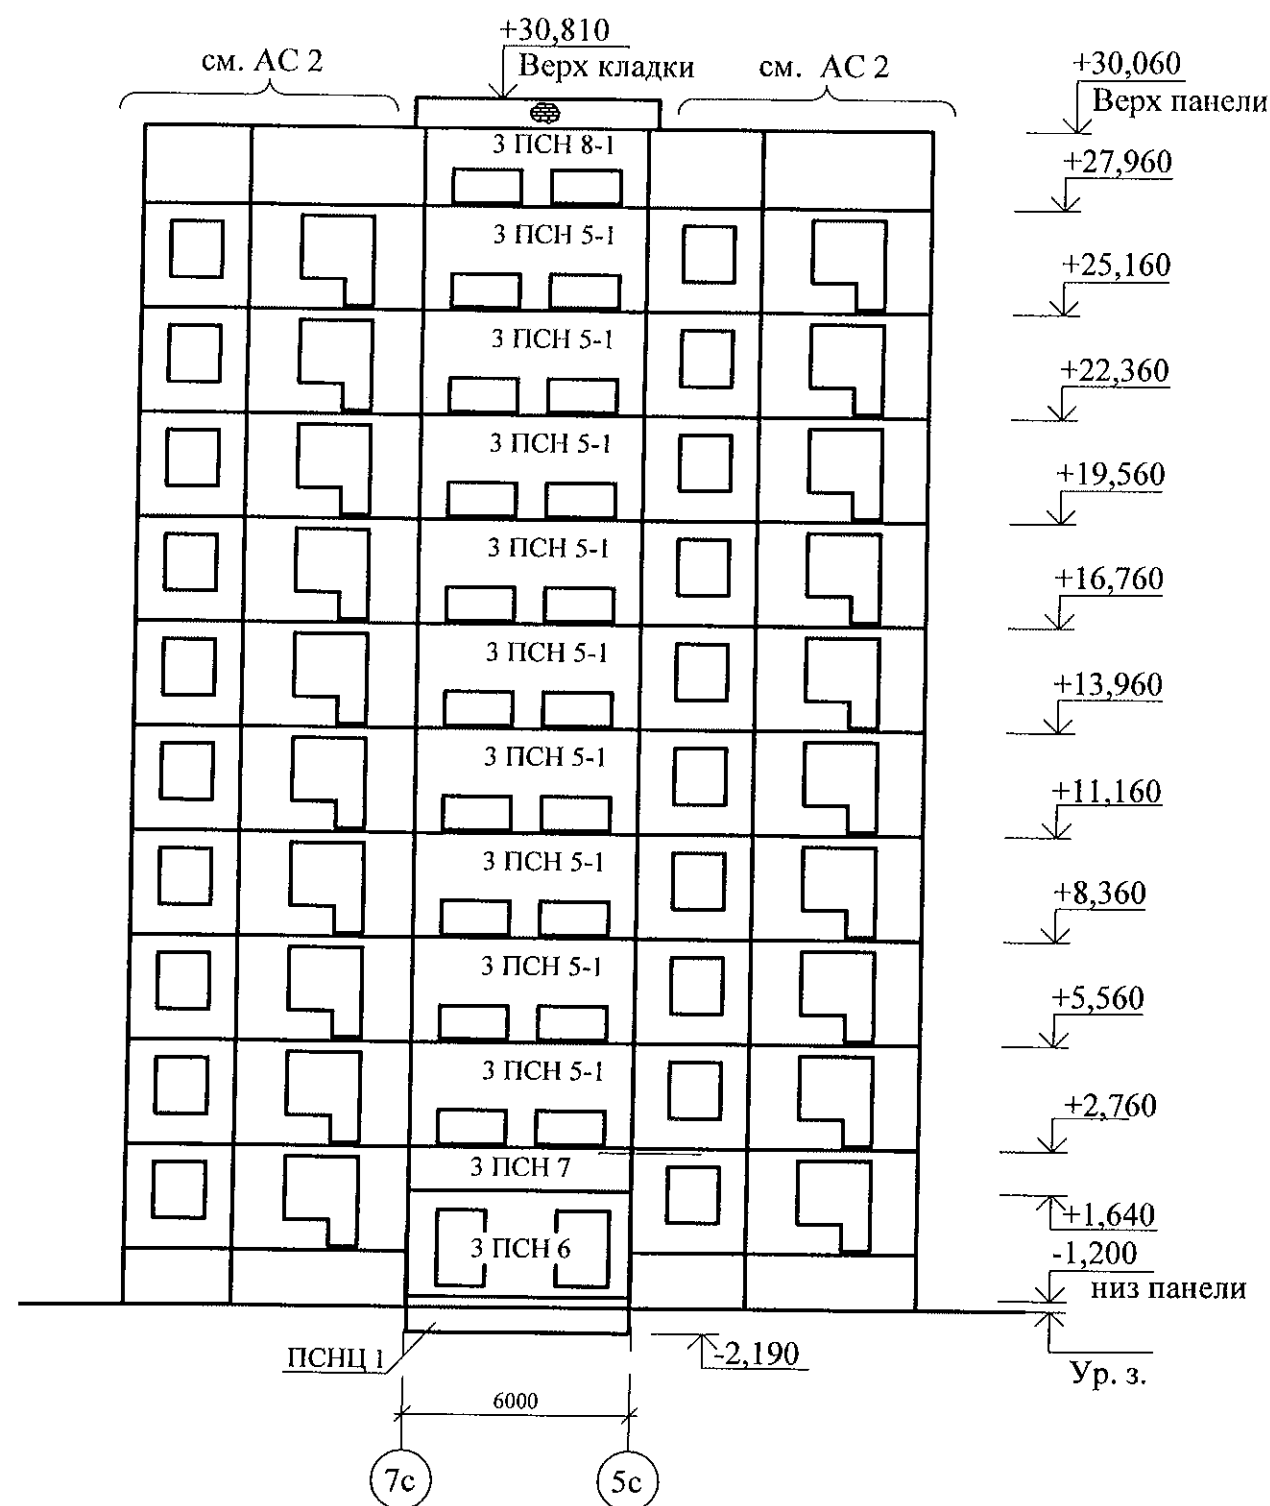 +30,810
Верх кладки
см. АС 2
см. АС 2
+30,060
Верх панели
3 ПСН 8-1
+27,960
3 ПСН 5-1
+25,160
3 ПСН 5-1
+22,360
3 ПСН 5-1
+19,560
3 ПСН 5-1
+16,760
3 ПСН 5-1
+13,960
3 ПСН 5-1
+11,160
3 ПСН 5-1
+8,360
3 ПСН 5-1
+5,560
3 ПСН 5-1
+2,760
3 ПСН 7
+1,640
3 ПСН 6
-1,200
низ панели
ПСНЦ 1
-2,190
Ур. з.
6000
7с
5с